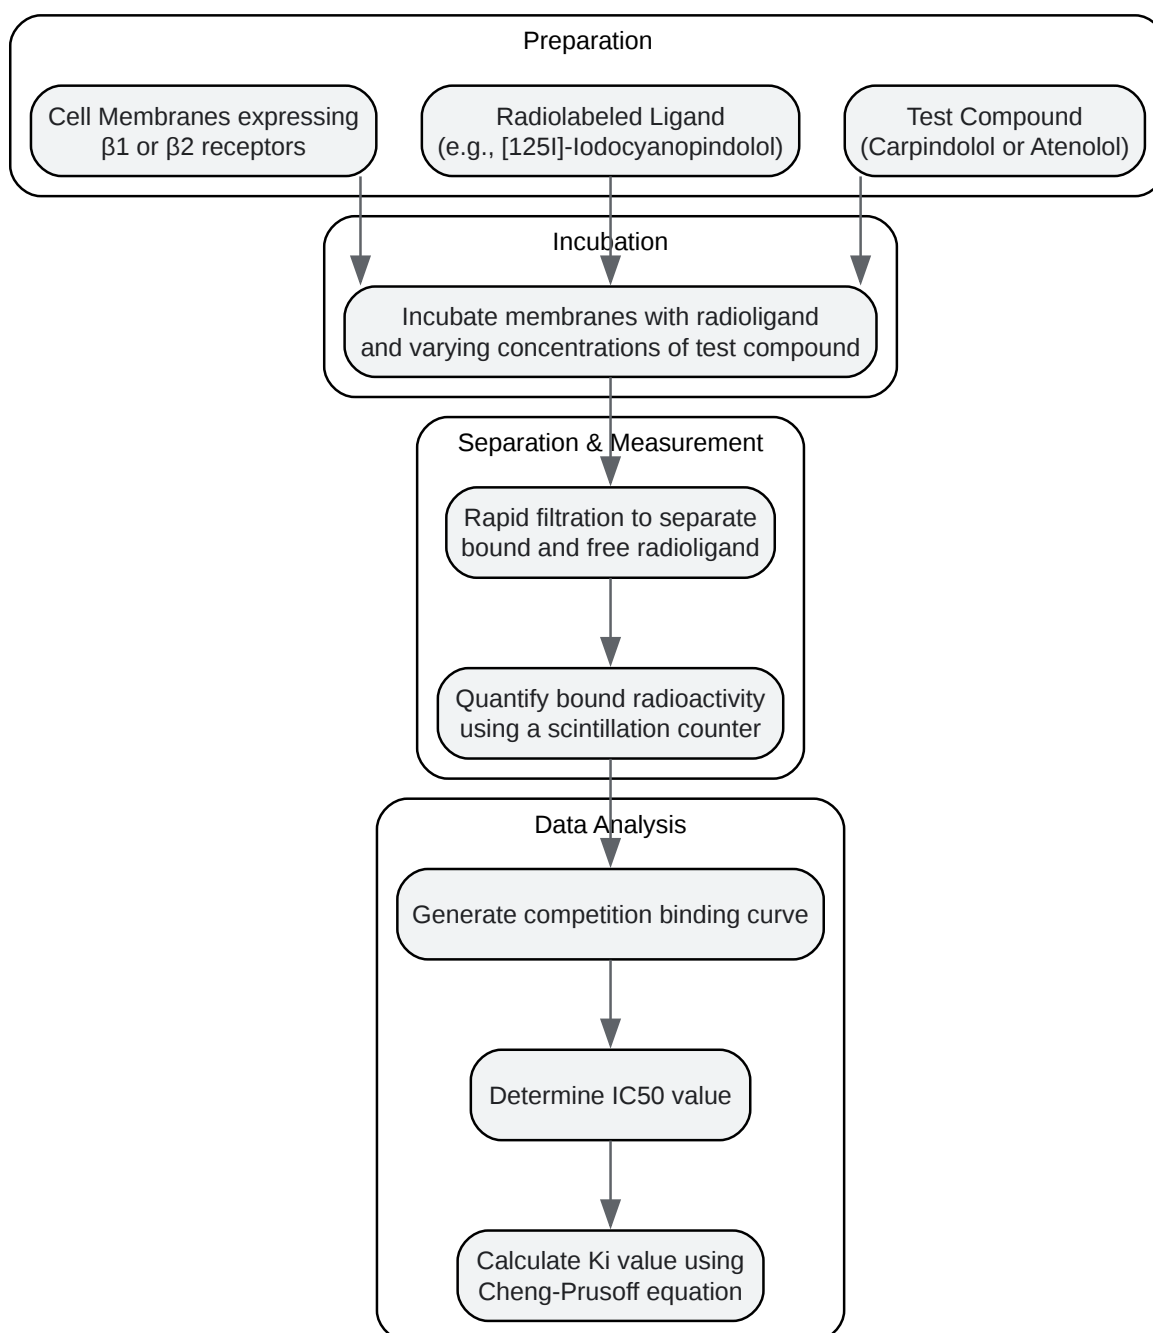 Preparation
Cell Membranes expressing
β1 or β2 receptors
Radiolabeled Ligand
(e.g., [125I]-Iodocyanopindolol)
Test Compound
(Carpindolol or Atenolol)
Incubation
Incubate membranes with radioligand
and varying concentrations of test compound
Separation & Measurement
Rapid filtration to separate
bound and free radioligand
Quantify bound radioactivity
using a scintillation counter
Data Analysis
Generate competition binding curve
Determine IC50 value
Calculate Ki value using
Cheng-Prusoff equation